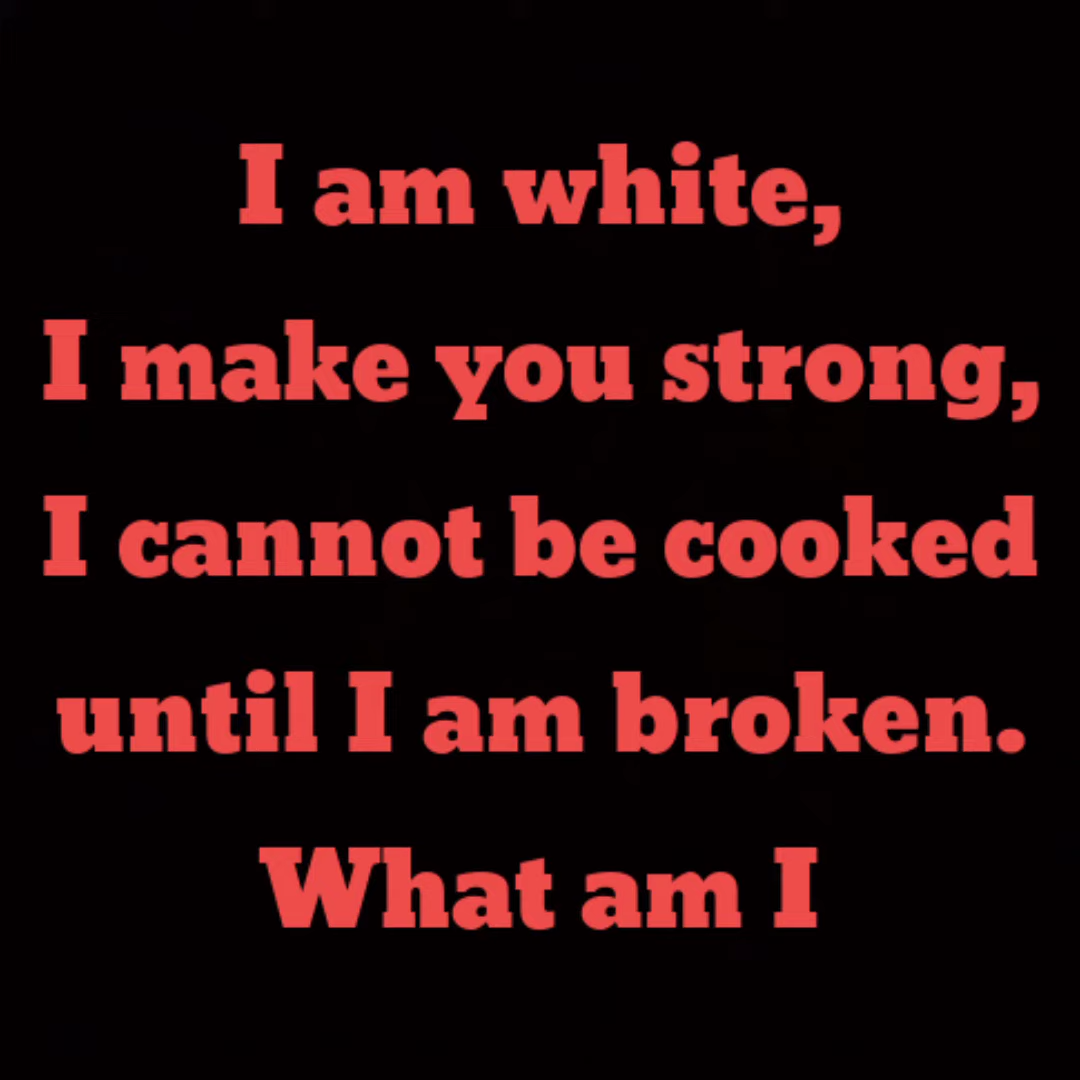 I am white,
I make you strong,
I cannot be cooked
until I am broken.
What am I